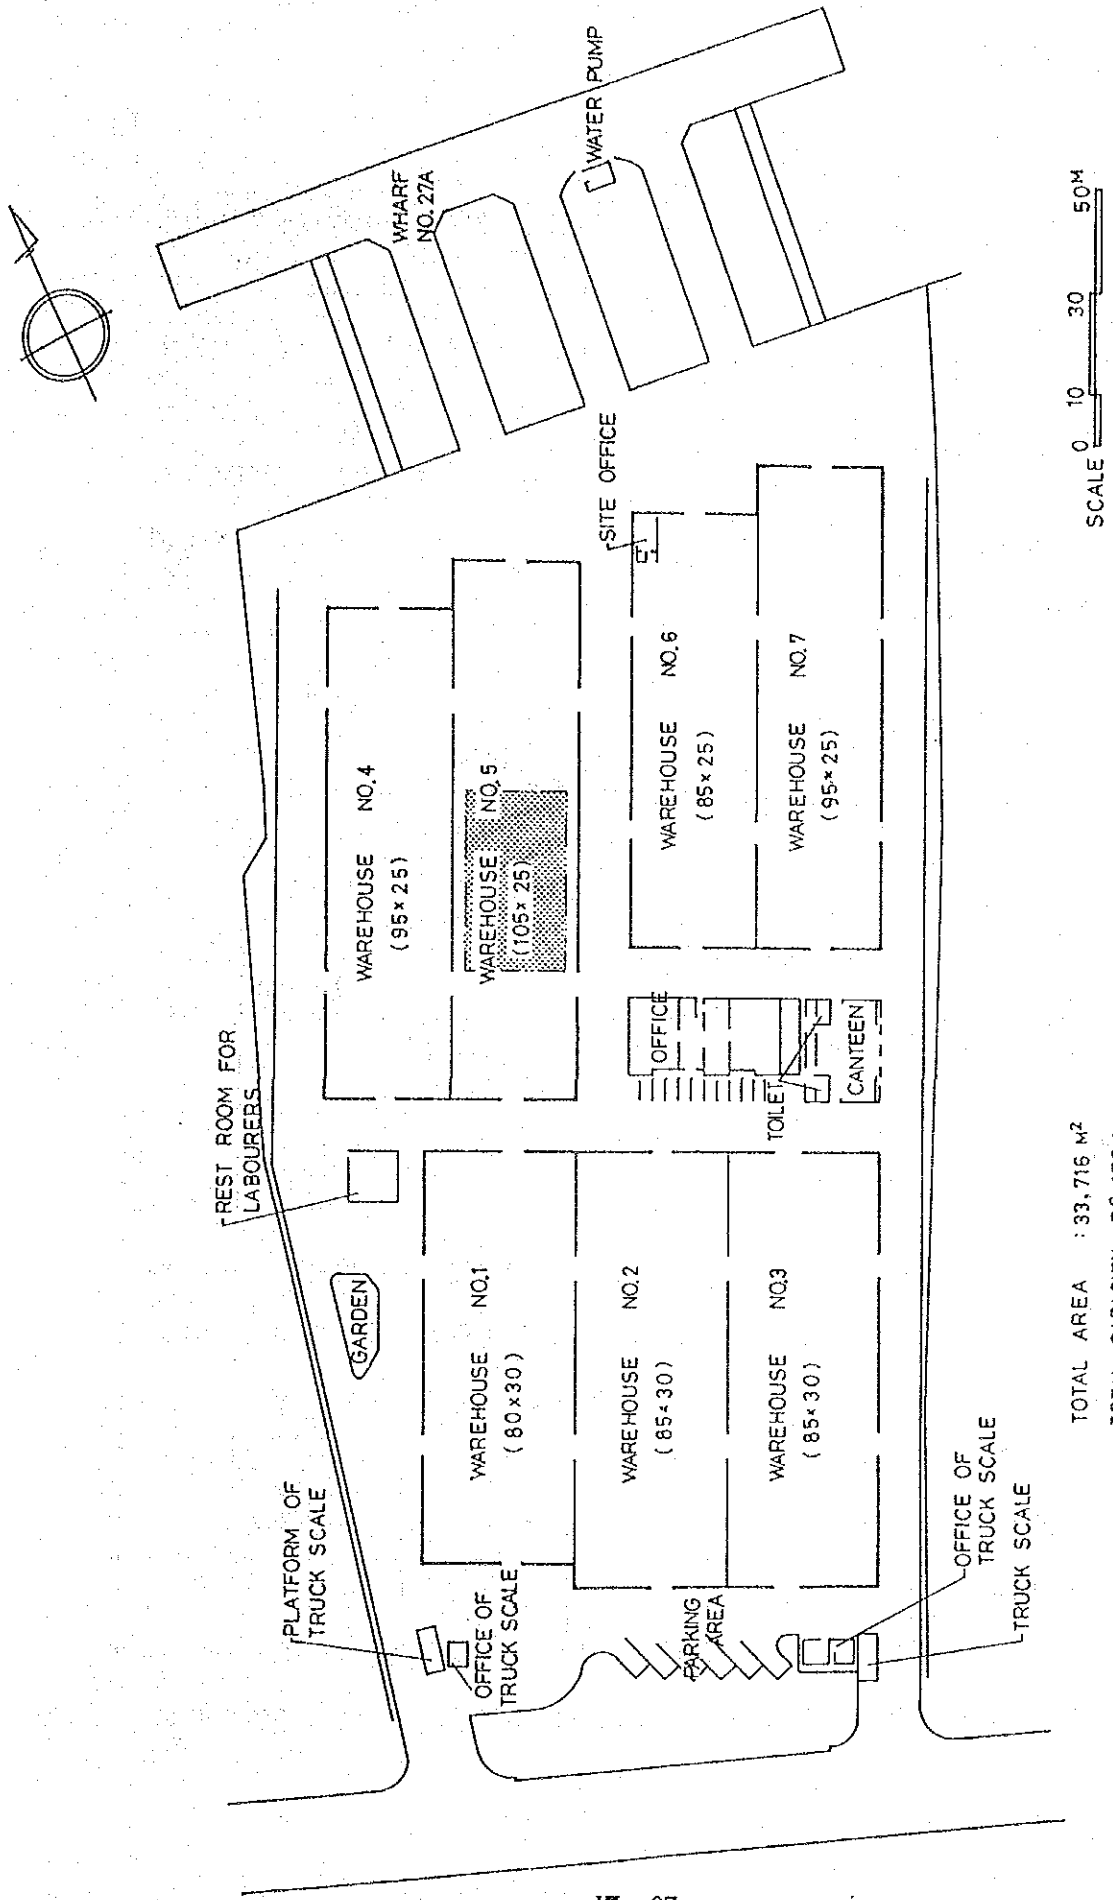 WHARF
NO. 27A
WATER PUMP
SITE OFFICE
REST ROOM FOR
LABOURERS
GARDEN
PLATFORM OF
TRUCK SCALE
OFFICE OF
TRUCK SCALE
WAREHOUSE NO.4
(95×25)
WAREHOUSE NO.5
(105×25)
WAREHOUSE NO.6
(85×25)
WAREHOUSE NO.7
(95×25)
OFFICE
TOILET
CANTEEN
WAREHOUSE NO.1
(80×30)
WAREHOUSE NO.2
(85×30)
WAREHOUSE NO.3
(85×30)
PARKING
AREA
OFFICE OF
TRUCK SCALE
TRUCK SCALE
SCALE 0 10 30 50M
TOTAL AREA : 33,716 M²